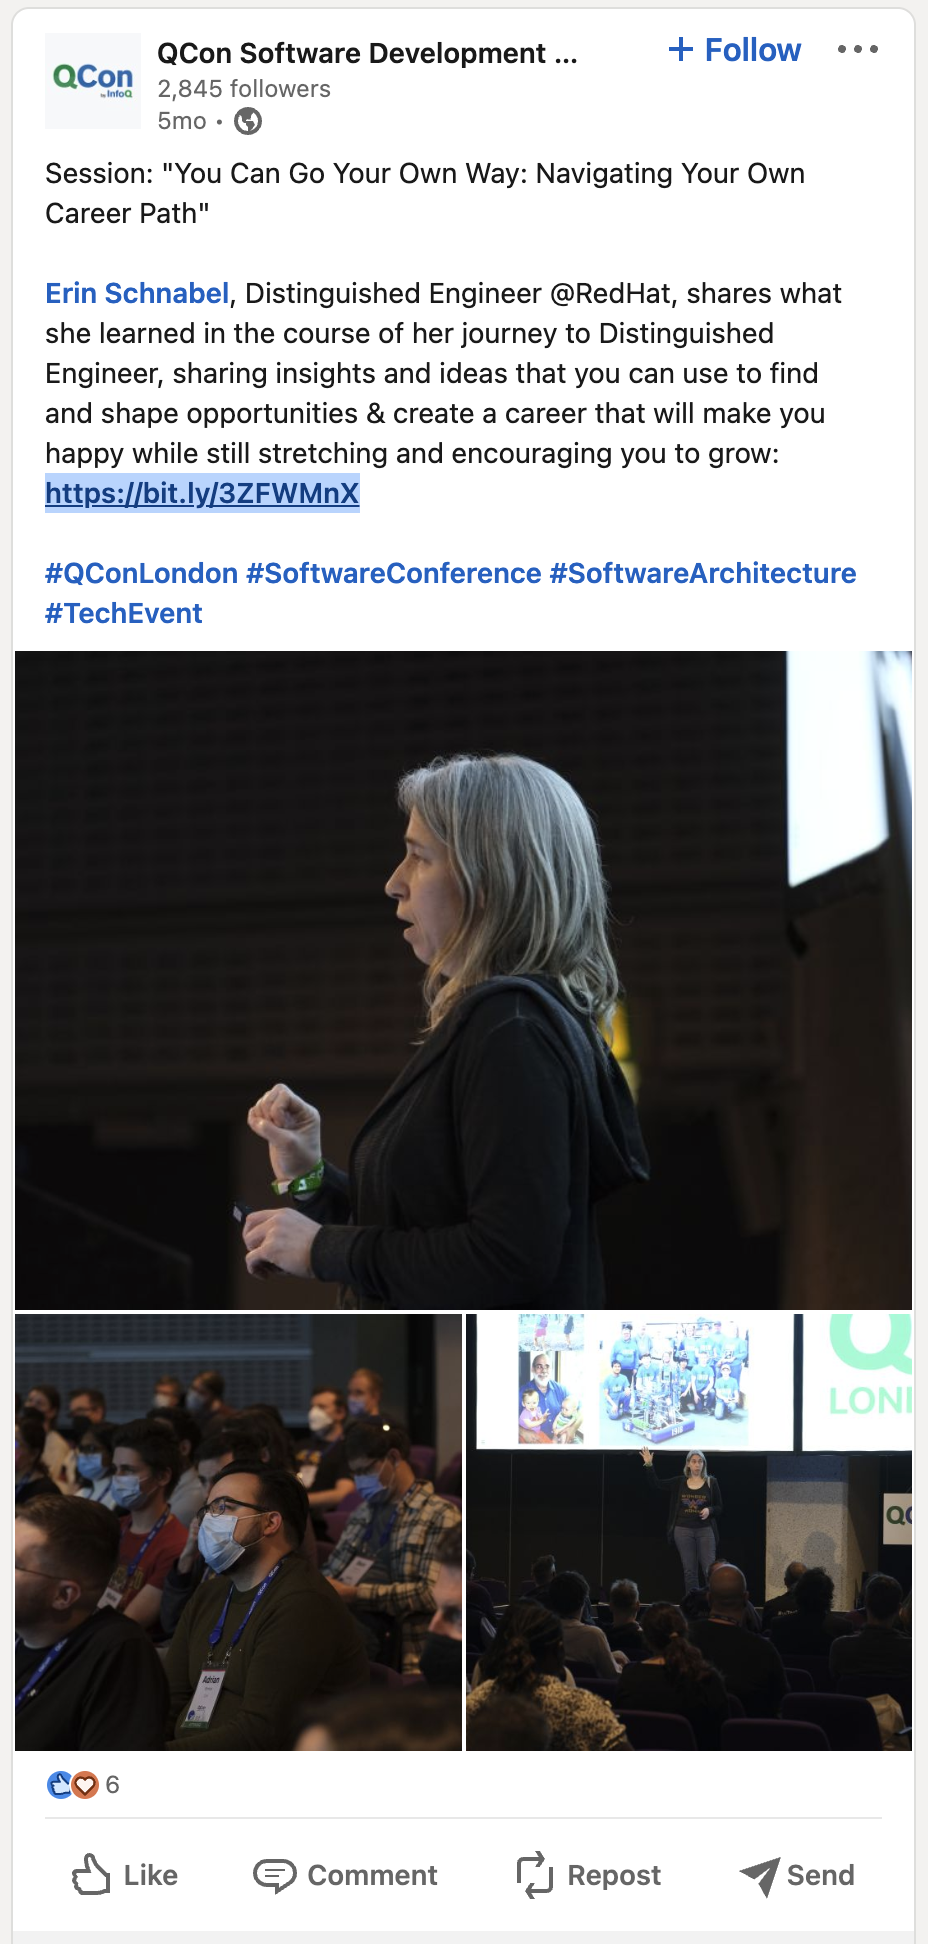 QCon
by InfoQ
QCon Software Development ...
+ Follow
2,845 followers
5mo •
Session: "You Can Go Your Own Way: Navigating Your Own
Career Path"
Erin Schnabel, Distinguished Engineer @RedHat, shares what
she learned in the course of her journey to Distinguished
Engineer, sharing insights and ideas that you can use to find
and shape opportunities & create a career that will make you
happy while still stretching and encouraging you to grow:
https://bit.ly/3ZFWMnX
#QConLondon #SoftwareConference #SoftwareArchitecture
#TechEvent
Adrian
Q
LON
QC
6
Like
Comment
Repost
Send